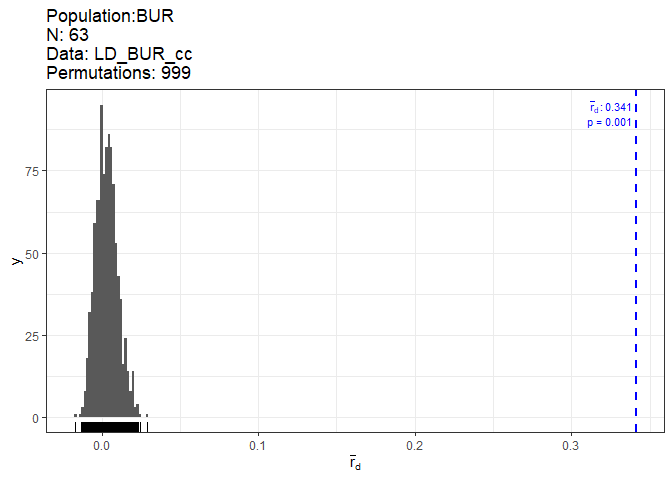 Population:BUR
N: 63
Data: LD_BUR_cc
Permutations: 999
r̅d: 0.341
p = 0.001
75
50
25
0
y
0.0 0.1 0.2 0.3
r̅d